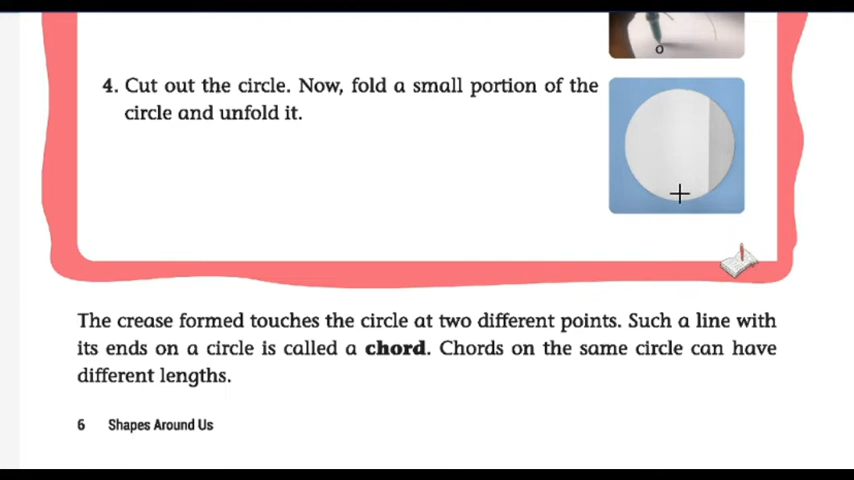 o
4. Cut out the circle. Now, fold a small portion of the
circle and unfold it.
The crease formed touches the circle at two different points. Such a line with
its ends on a circle is called a chord. Chords on the same circle can have
different lengths.
6 Shapes Around Us